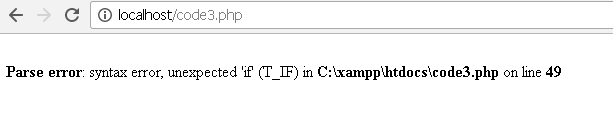 localhost/code3.php
Parse error: syntax error, unexpected 'if' (T_IF) in C:\xampp\htdocs\code3.php on line 49